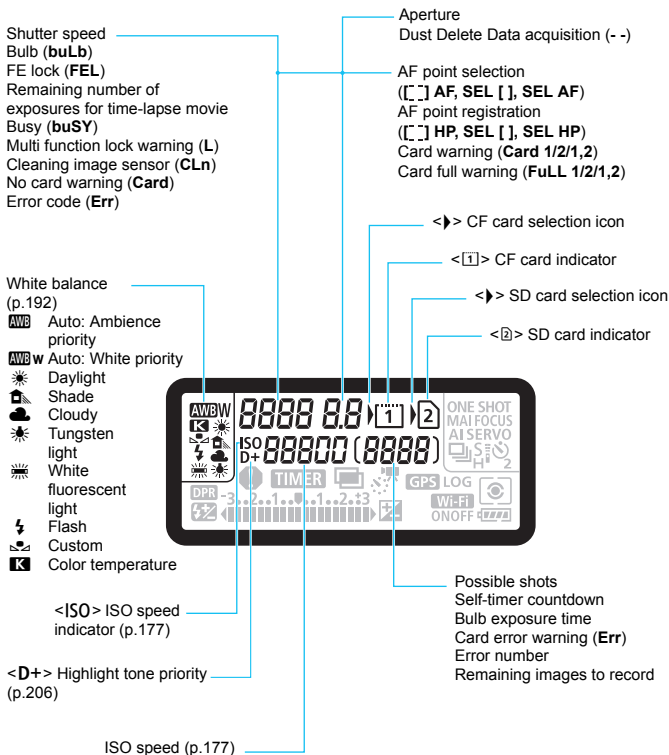 Shutter speed
Bulb (buLb)
FE lock (FEL)
Remaining number of
exposures for time-lapse movie
Busy (buSY)
Multi function lock warning (L)
Cleaning image sensor (CLn)
No card warning (Card)
Error code (Err)
Aperture
Dust Delete Data acquisition (- -)
AF point selection
([ ] AF, SEL [ ], SEL AF)
AF point registration
([ ] HP, SEL [ ], SEL HP)
Card warning (Card 1/2/1,2)
Card full warning (FuLL 1/2/1,2)
< > CF card selection icon
<[1]> CF card indicator
< > SD card selection icon
<[2]> SD card indicator
White balance
(p.192)
AWB Auto: Ambience
priority
AWB W Auto: White priority
Daylight
Shade
Cloudy
Tungsten
light
White
fluorescent
light
Flash
Custom
K Color temperature
AWBW 8888 8.8 1 2 ONE SHOT
K MAI FOCUS
AI SERVO
ISO 88800 (8888)
D+
Si
H 2
TIMER GPS LOG
DPR -3..2..1..0..1..2.:3 Wi-Fi
ONOFF
<ISO> ISO speed
indicator (p.177)
<D+> Highlight tone priority
(p.206)
ISO speed (p.177)
Possible shots
Self-timer countdown
Bulb exposure time
Card error warning (Err)
Error number
Remaining images to record